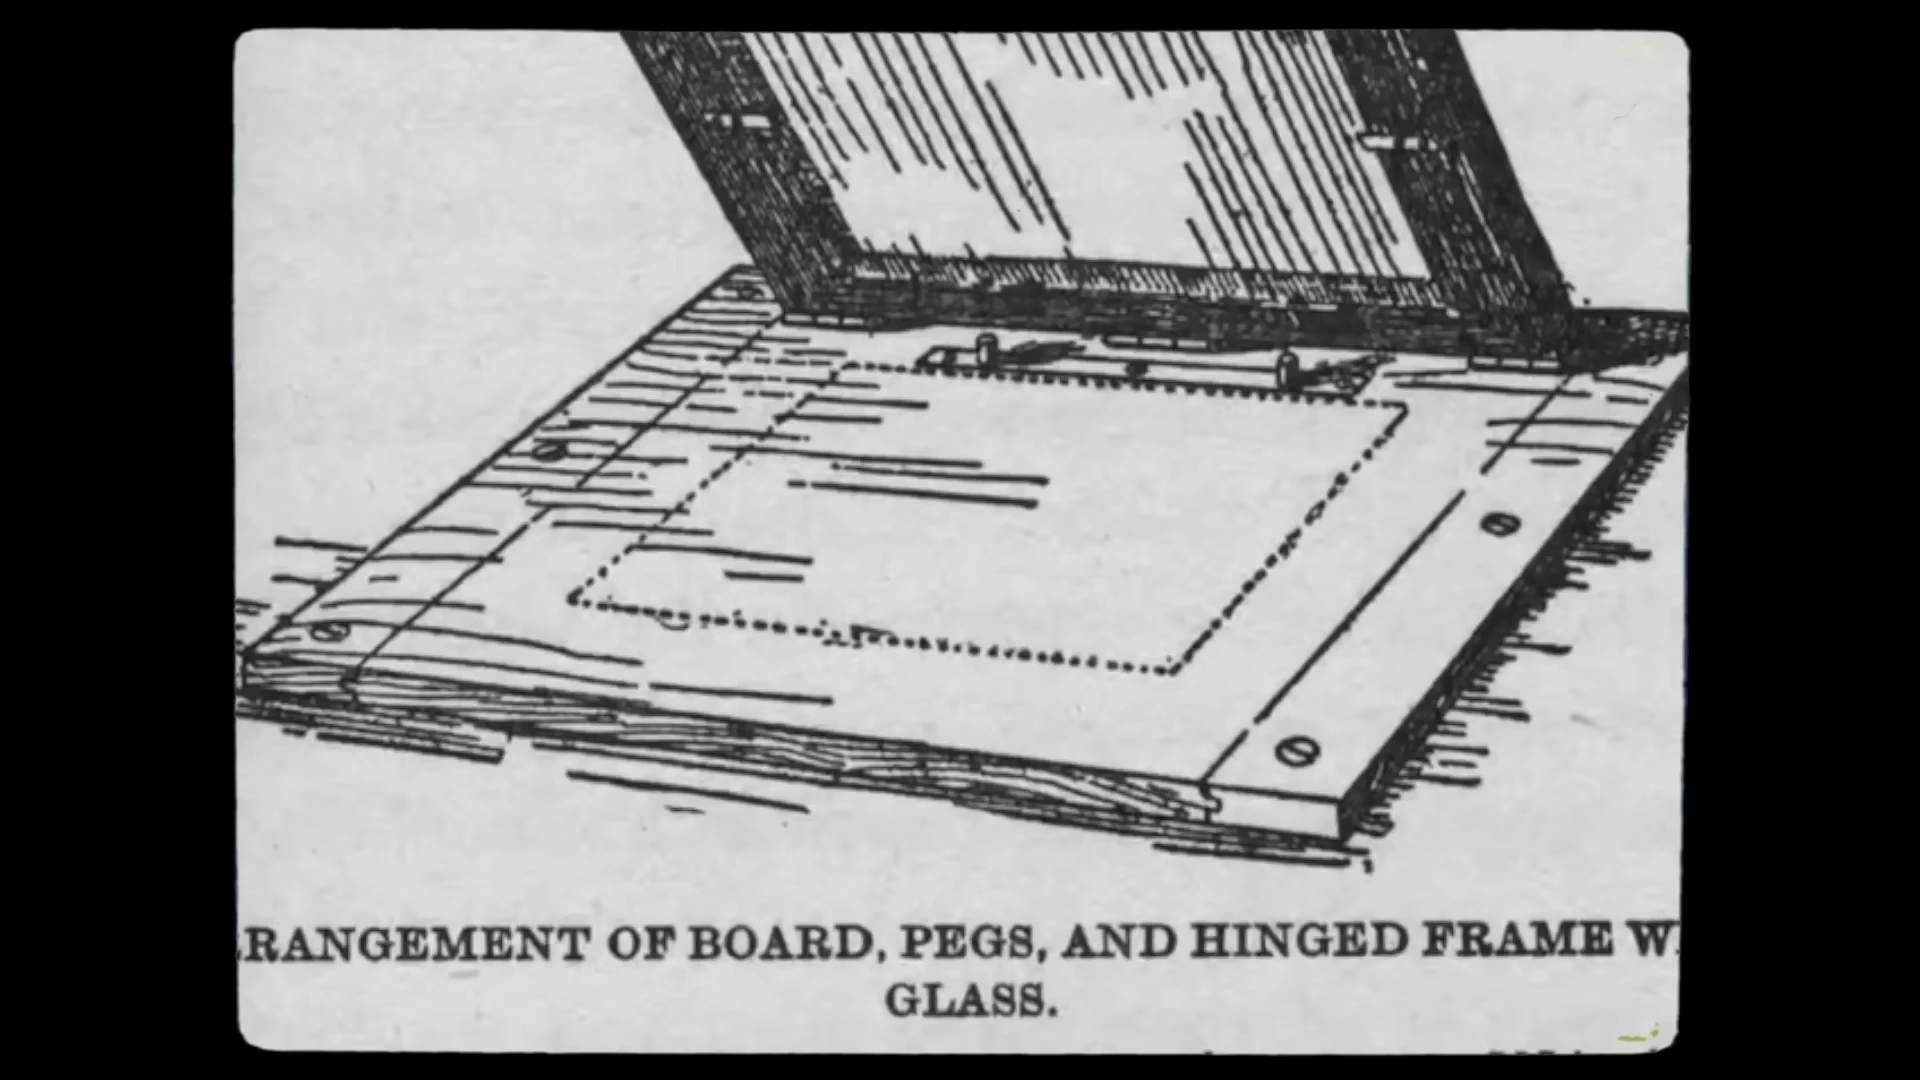 RANGEMENT OF BOARD, PEGS, AND HINGED FRAME W
GLASS.